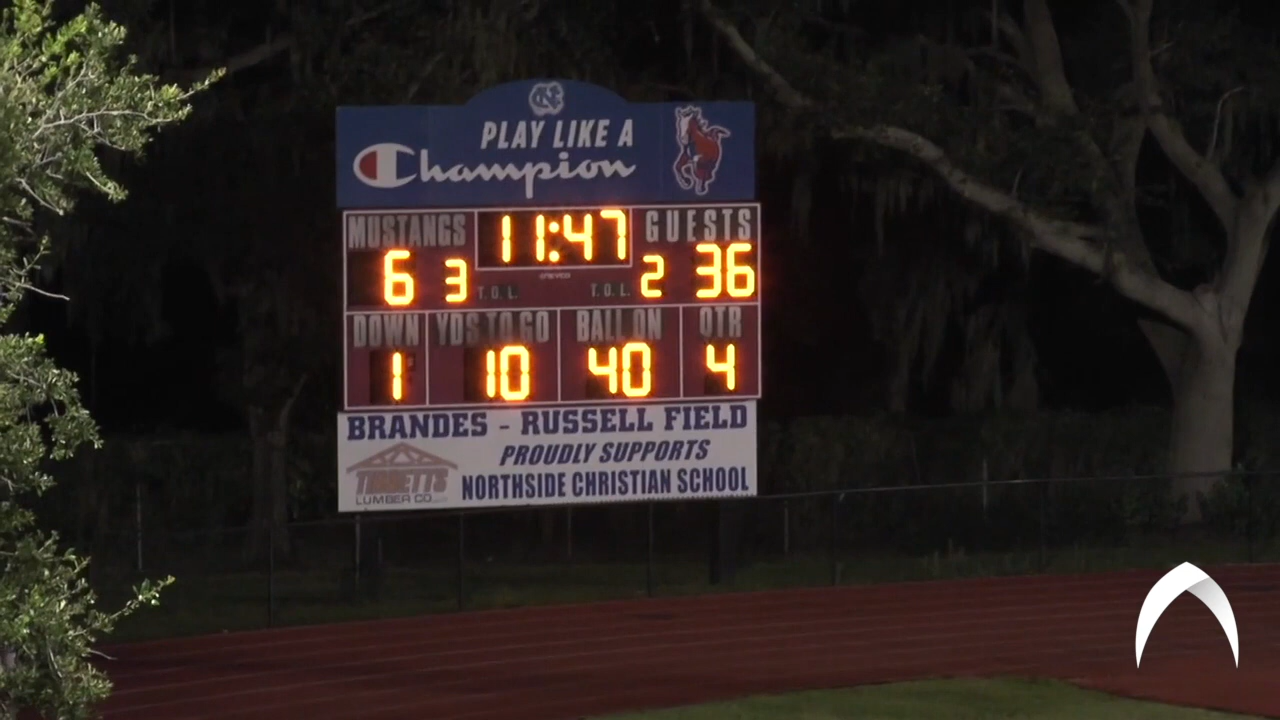 NC
PLAY LIKE A
Champion
MUSTANGS 11:47 GUESTS
6 3 T.O.L. T.O.L. 2 36
DOWN YDS TO GO BALL ON QTR
1 10 40 4
BRANDES - RUSSELL FIELD
PROUDLY SUPPORTS
NORTHSIDE CHRISTIAN SCHOOL
TIBBETTS
LUMBER CO.